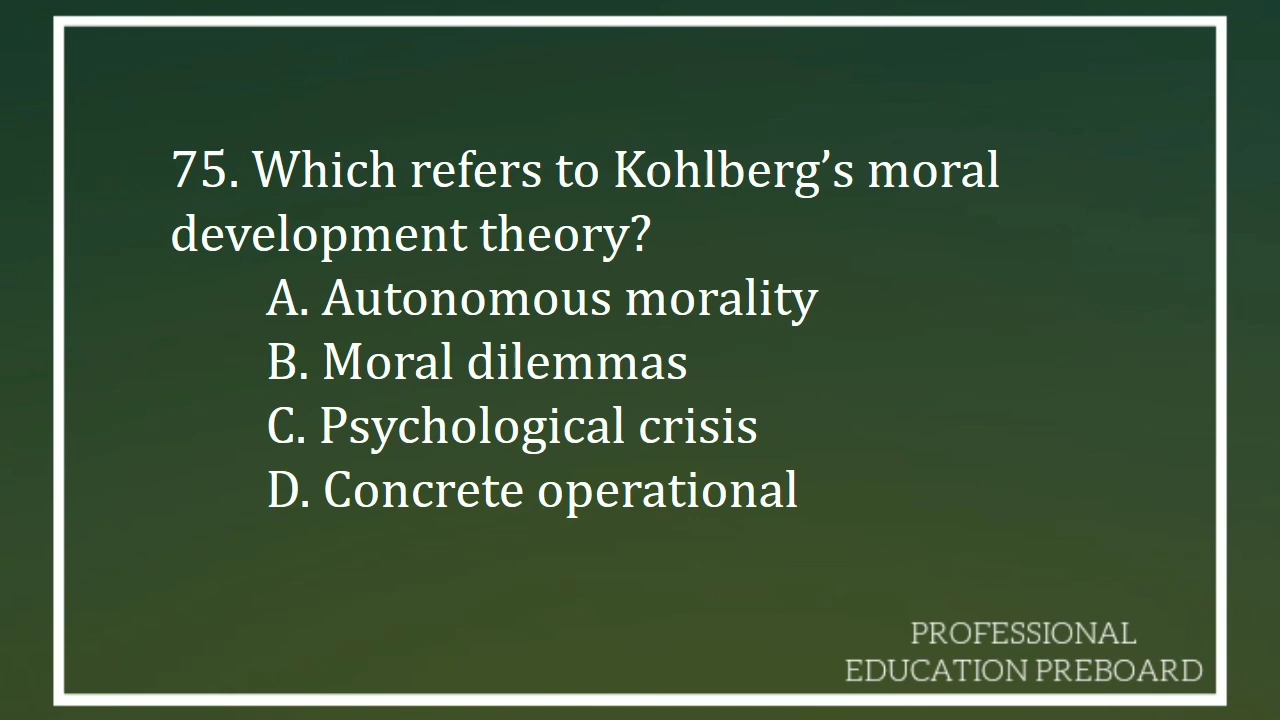 75. Which refers to Kohlberg’s moral
development theory?
A. Autonomous morality
B. Moral dilemmas
C. Psychological crisis
D. Concrete operational
PROFESSIONAL
EDUCATION PREBOARD